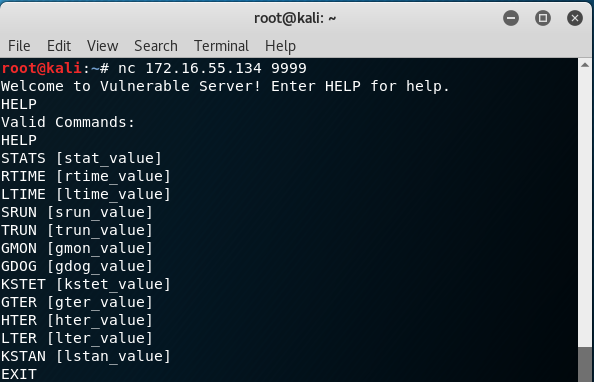 root@kali: ~
File Edit View Search Terminal Help
root@kali:~# nc 172.16.55.134 9999
Welcome to Vulnerable Server! Enter HELP for help.
HELP
Valid Commands:
HELP
STATS [stat_value]
RTIME [rtime_value]
LTIME [ltime_value]
SRUN [srun_value]
TRUN [trun_value]
GMON [gmon_value]
GDOG [gdog_value]
KSTET [kstet_value]
GTER [gter_value]
HTER [hter_value]
LTER [lter_value]
KSTAN [lstan_value]
EXIT